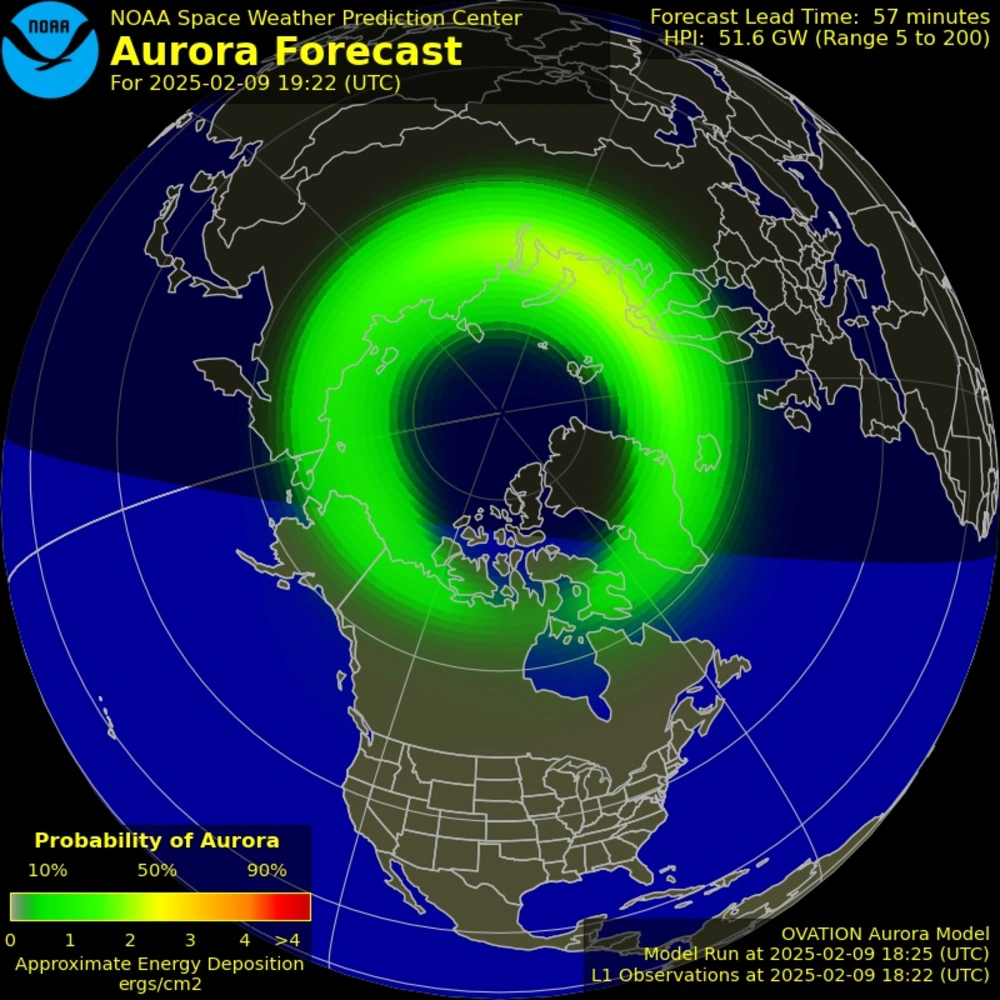 NOAA
NOAA Space Weather Prediction Center
Aurora Forecast
For 2025-02-09 19:22 (UTC)
Forecast Lead Time: 57 minutes
HPI: 51.6 GW (Range 5 to 200)
Probability of Aurora
10% 50% 90%
0 1 2 3 4 >4
Approximate Energy Deposition
ergs/cm2
OVATION Aurora Model
Model Run at 2025-02-09 18:25 (UTC)
L1 Observations at 2025-02-09 18:22 (UTC)